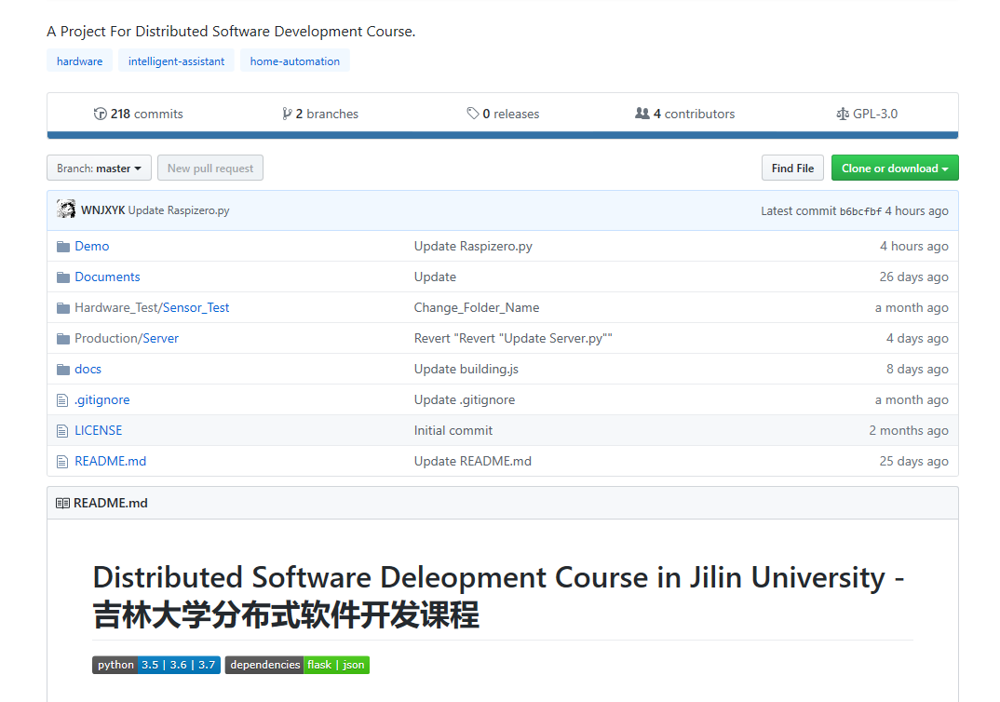 A Project For Distributed Software Development Course.
hardware intelligent-assistant home-automation
218 commits 2 branches 0 releases 4 contributors GPL-3.0
Branch: master New pull request Find File Clone or download
WNJXYK Update Raspizero.py Latest commit b6bcfbf 4 hours ago
Demo Update Raspizero.py 4 hours ago
Documents Update 26 days ago
Hardware_Test/Sensor_Test Change_Folder_Name a month ago
Production/Server Revert "Revert "Update Server.py"" 4 days ago
docs Update building.js 8 days ago
.gitignore Update .gitignore a month ago
LICENSE Initial commit 2 months ago
README.md Update README.md 25 days ago
README.md
Distributed Software Deleopment Course in Jilin University -
吉林大学分布式软件开发课程
python 3.5 | 3.6 | 3.7 dependencies flask | json